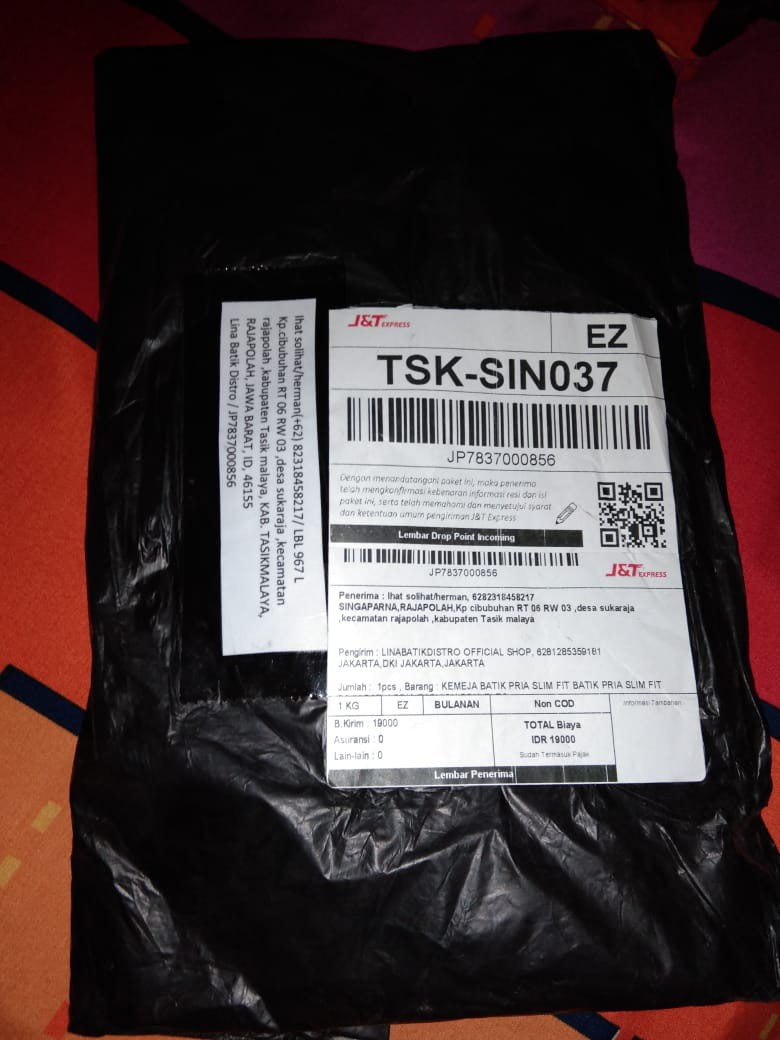 Ihat solihat/herman(+62) 82318458217/ LBL 967 L
Kp.cibubuhan RT 06 RW 03 ,desa sukaraja ,kecamatan
rajapolah ,kabupaten Tasik malaya, KAB. TASIKMALAYA,
RAJAPOLAH, JAWA BARAT, ID, 46155
Lina Batik Distro / JP7837000856
J&T EXPRESS
EZ
TSK-SIN037
JP7837000856
Dengan menandatangani paket ini, maka penerima
telah mengkonfirmasi kebenaran informasi resi dan isi
paket ini, serta telah memahami dan menyetujui syarat
dan ketentuan umum pengiriman J&T Express
Lembar Drop Point Incoming
JP7837000856
J&T EXPRESS
Penerima : Ihat solihat/herman, 6282318458217
SINGAPARNA,RAJAPOLAH,Kp cibubuhan RT 06 RW 03 ,desa sukaraja
,kecamatan rajapolah ,kabupaten Tasik malaya
Pengirim : LINABATIKDISTRO OFFICIAL SHOP, 6281285359181
JAKARTA,DKI JAKARTA,JAKARTA
Jumlah : 1pcs , Barang : KEMEJA BATIK PRIA SLIM FIT BATIK PRIA SLIM FIT
1 KG EZ BULANAN Non COD Informasi Tambahan
B.Kirim : 19000
Asuransi : 0
Lain-lain : 0
TOTAL Biaya
IDR 19000
Sudah Termasuk Pajak
Lembar Penerima